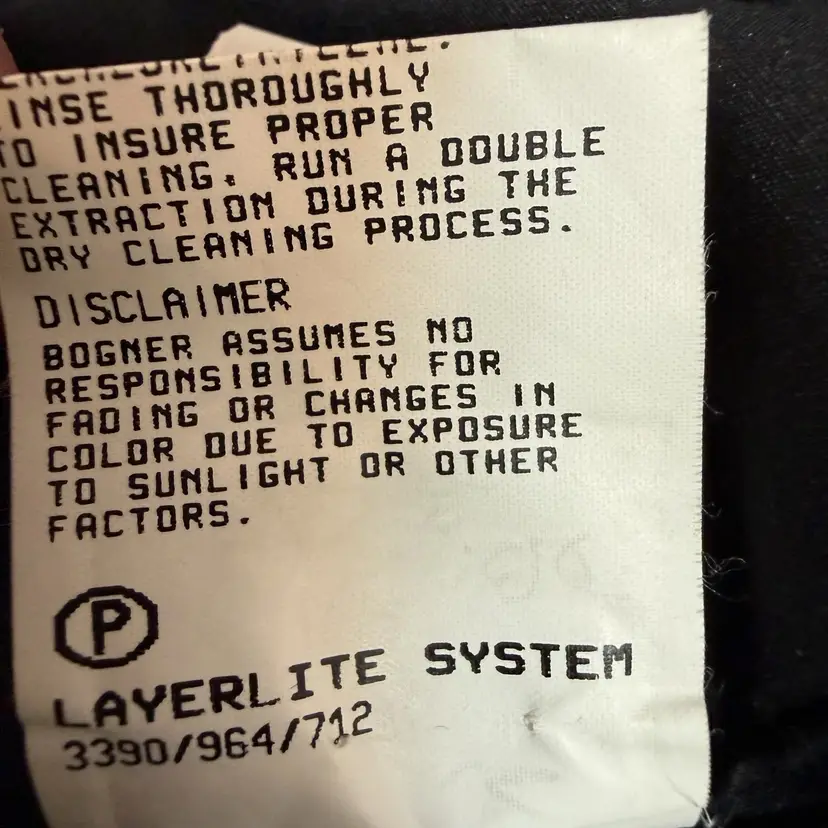 INSE THOROUGHLY
TO INSURE PROPER
CLEANING. RUN A DOUBLE
EXTRACTION DURING THE
DRY CLEANING PROCESS.
DISCLAIMER
BOGNER ASSUMES NO
RESPONSIBILITY FOR
FADING OR CHANGES IN
COLOR DUE TO EXPOSURE
TO SUNLIGHT OR OTHER
FACTORS.
P
LAYERLITE SYSTEM
3390/964/712